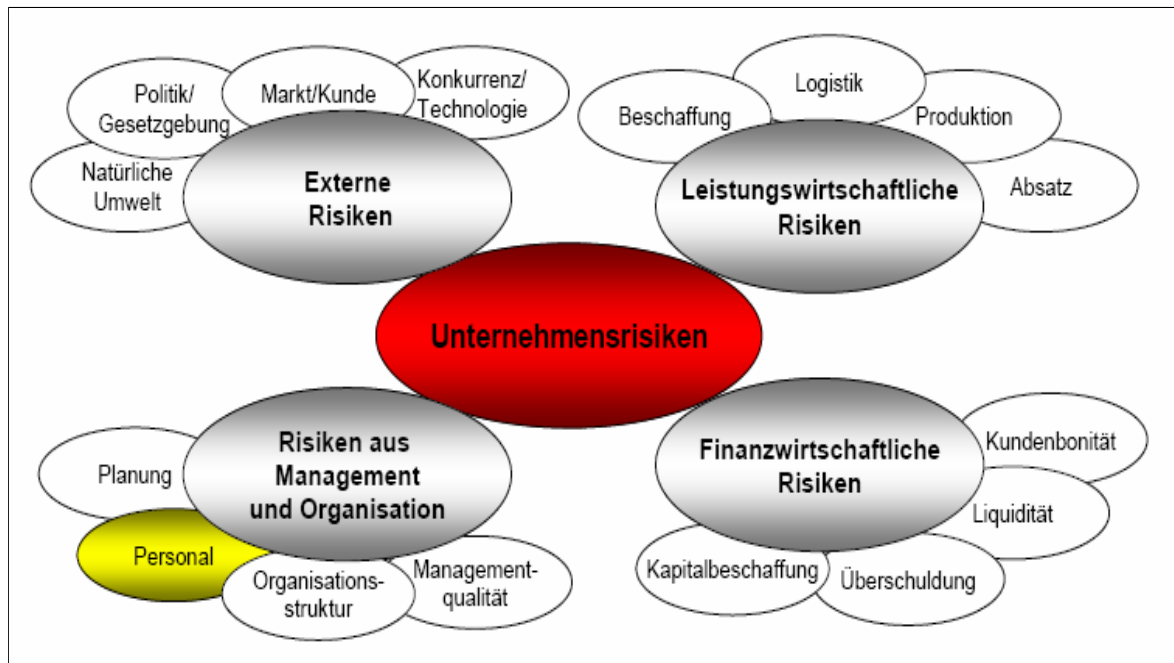 Politik/
Gesetzgebung
Markt/Kunde
Konkurrenz/
Technologie
Natürliche
Umwelt
Externe
Risiken
Beschaffung
Logistik
Produktion
Absatz
Leistungswirtschaftliche
Risiken
Unternehmensrisiken
Planung
Personal
Organisations-
struktur
Management-
qualität
Risiken aus
Management
und Organisation
Finanzwirtschaftliche
Risiken
Kundenbonität
Liquidität
Überschuldung
Kapitalbeschaffung